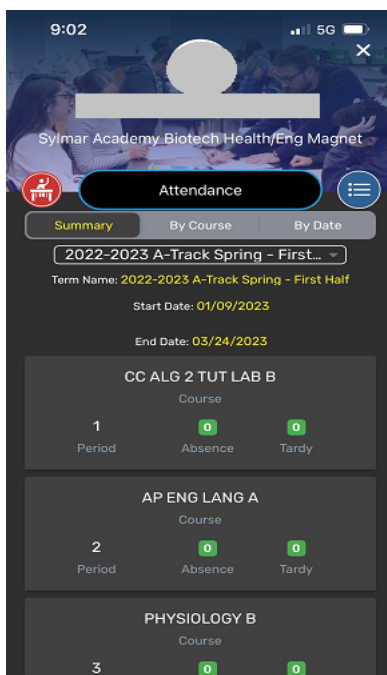 9:02 5G
Sylmar Academy Biotech Health/Eng Magnet
Attendance
Summary By Course By Date
2022-2023 A-Track Spring - First...
Term Name: 2022-2023 A-Track Spring - First Half
Start Date: 01/09/2023
End Date: 03/24/2023
CC ALG 2 TUT LAB B
Course
1 0 0
Period Absence Tardy
AP ENG LANG A
Course
2 0 0
Period Absence Tardy
PHYSIOLOGY B
Course
3 0 0